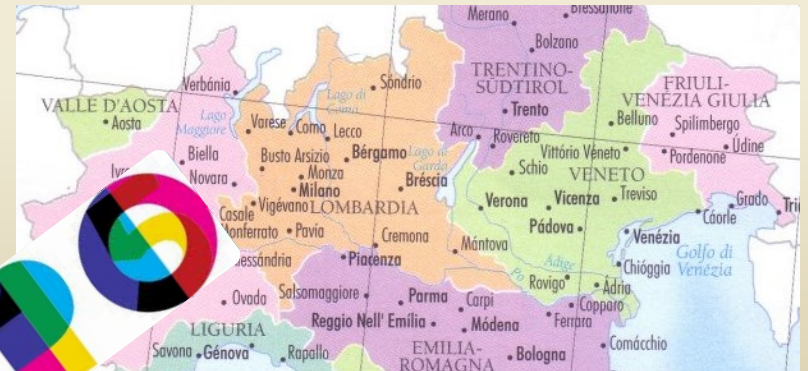 Merano
Bressanone
Bolzano
TRENTINO-
SÜDTIROL
Trento
Arco
Rovereto
Verbánia
Lago
Maggiore
Lago di
Como
Sóndrio
VALLE D'AOSTA
Aosta
FRIULI-
VENÉZIA GIULIA
Belluno
Spilimbergo
Údine
Pordenone
Varese
Como
Lecco
Biella
Novara
Busto Arsizio
Bérgamo
Monza
Milano
Bréscia
Lago di
Garda
Vittório Véneto
Schio
VENETO
Treviso
Verona
Vicenza
Pádova
Grado
Cáorle
Venézia
Golfo di
Venézia
Chióggia
Casale
Monferrato
Vigévano
LOMBARDIA
Pavia
Cremona
Mántova
Piacenza
Adige
Po
Rovigo
Ádria
Ovada
Salsomaggiore
Parma
Carpi
Copparo
Ferrara
Reggio Nell' Emília
Módena
Comácchio
LIGURIA
Savona
Génova
Rapallo
EMILIA-
ROMAGNA
Bologna